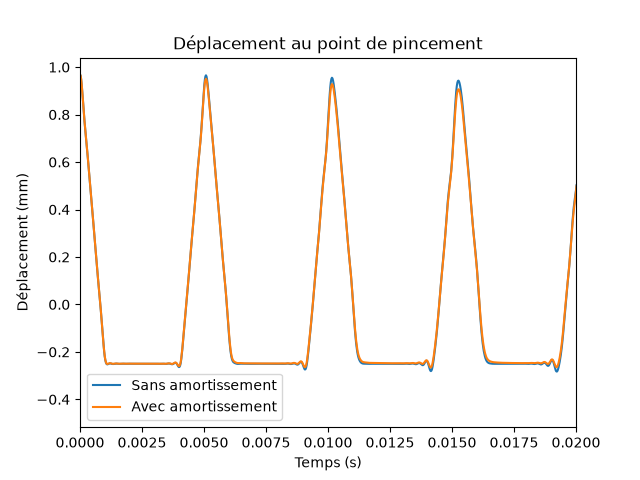 Déplacement au point de pincement
Déplacement (mm)
1.0
0.8
0.6
0.4
0.2
0.0
−0.2
−0.4
Sans amortissement
Avec amortissement
0.0000 0.0025 0.0050 0.0075 0.0100 0.0125 0.0150 0.0175 0.0200
Temps (s)